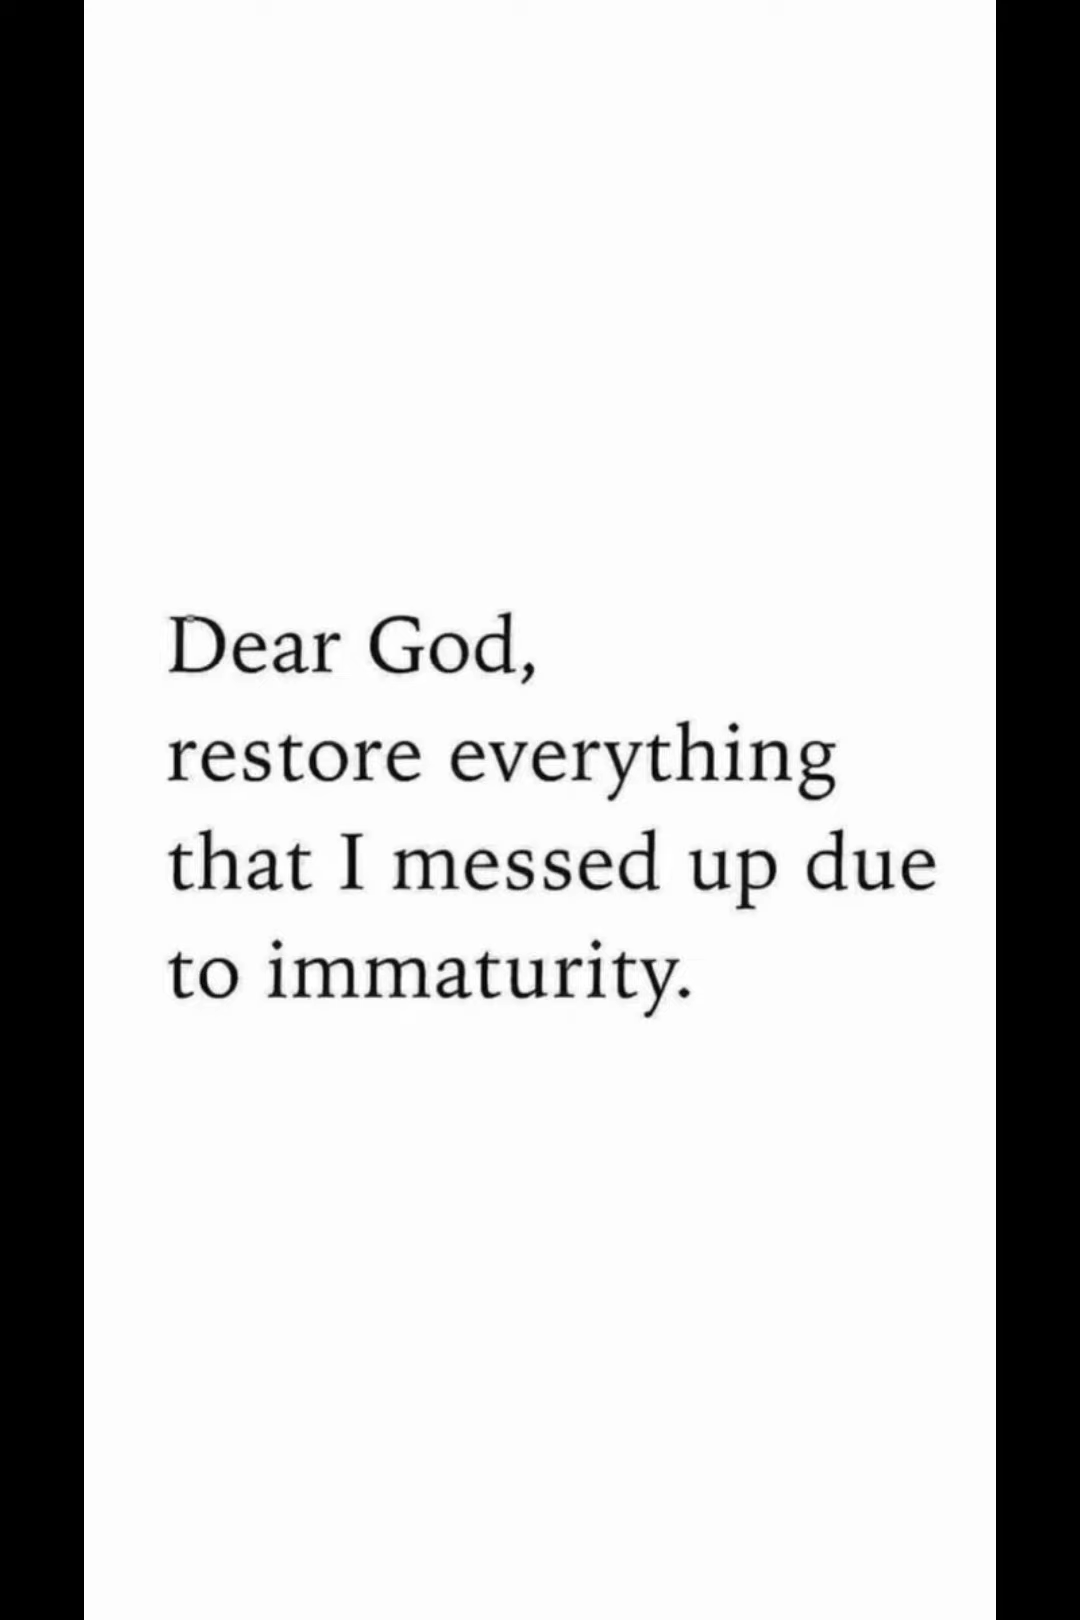 Dear God,
restore everything
that I messed up due
to immaturity.